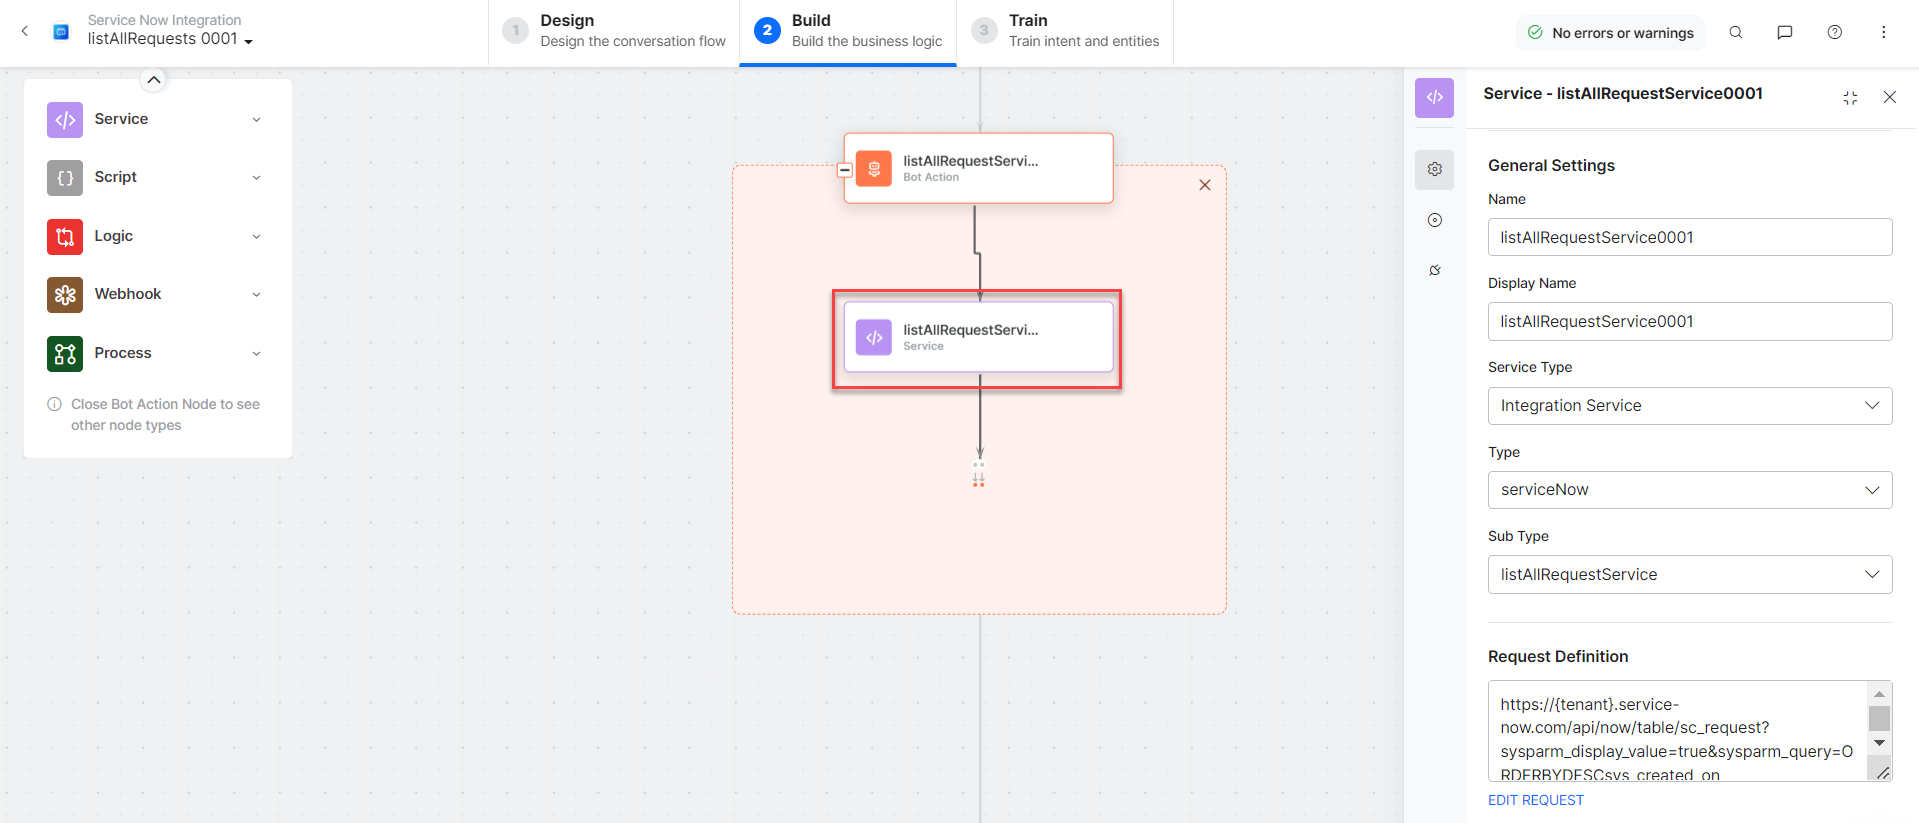 Service Now Integration
listAllRequests 0001
1
Design
Design the conversation flow
2
Build
Build the business logic
3
Train
Train intent and entities
No errors or warnings
Service
Script
Logic
Webhook
Process
Close Bot Action Node to see
other node types
listAllRequestServi...
Bot Action
listAllRequestServi...
Service
Service - listAllRequestService0001
General Settings
Name
listAllRequestService0001
Display Name
listAllRequestService0001
Service Type
Integration Service
Type
serviceNow
Sub Type
listAllRequestService
Request Definition
https://{tenant}.service-
now.com/api/now/table/sc_request?
sysparm_display_value=true&sysparm_query=O
RDERBYDESCsys_created_on
EDIT REQUEST